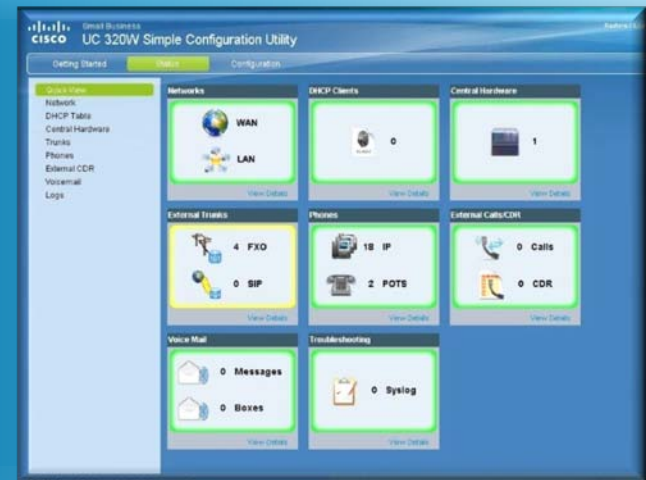 Small Business
CISCO UC 320W Simple Configuration Utility
Getting Started Status Configuration
Quick View
Network
DHCP Table
Central Hardware
Trunks
Phones
External CDR
Voicemail
Logs
Networks
WAN
LAN
View Details
DHCP Clients
0
View Details
Central Hardware
1
View Details
External Trunks
4 FXO
0 SIP
View Details
Phones
18 IP
2 POTS
View Details
External Calls/CDR
0 Calls
0 CDR
View Details
Voice Mail
0 Messages
0 Boxes
View Details
Troubleshooting
0 Syslog
View Details